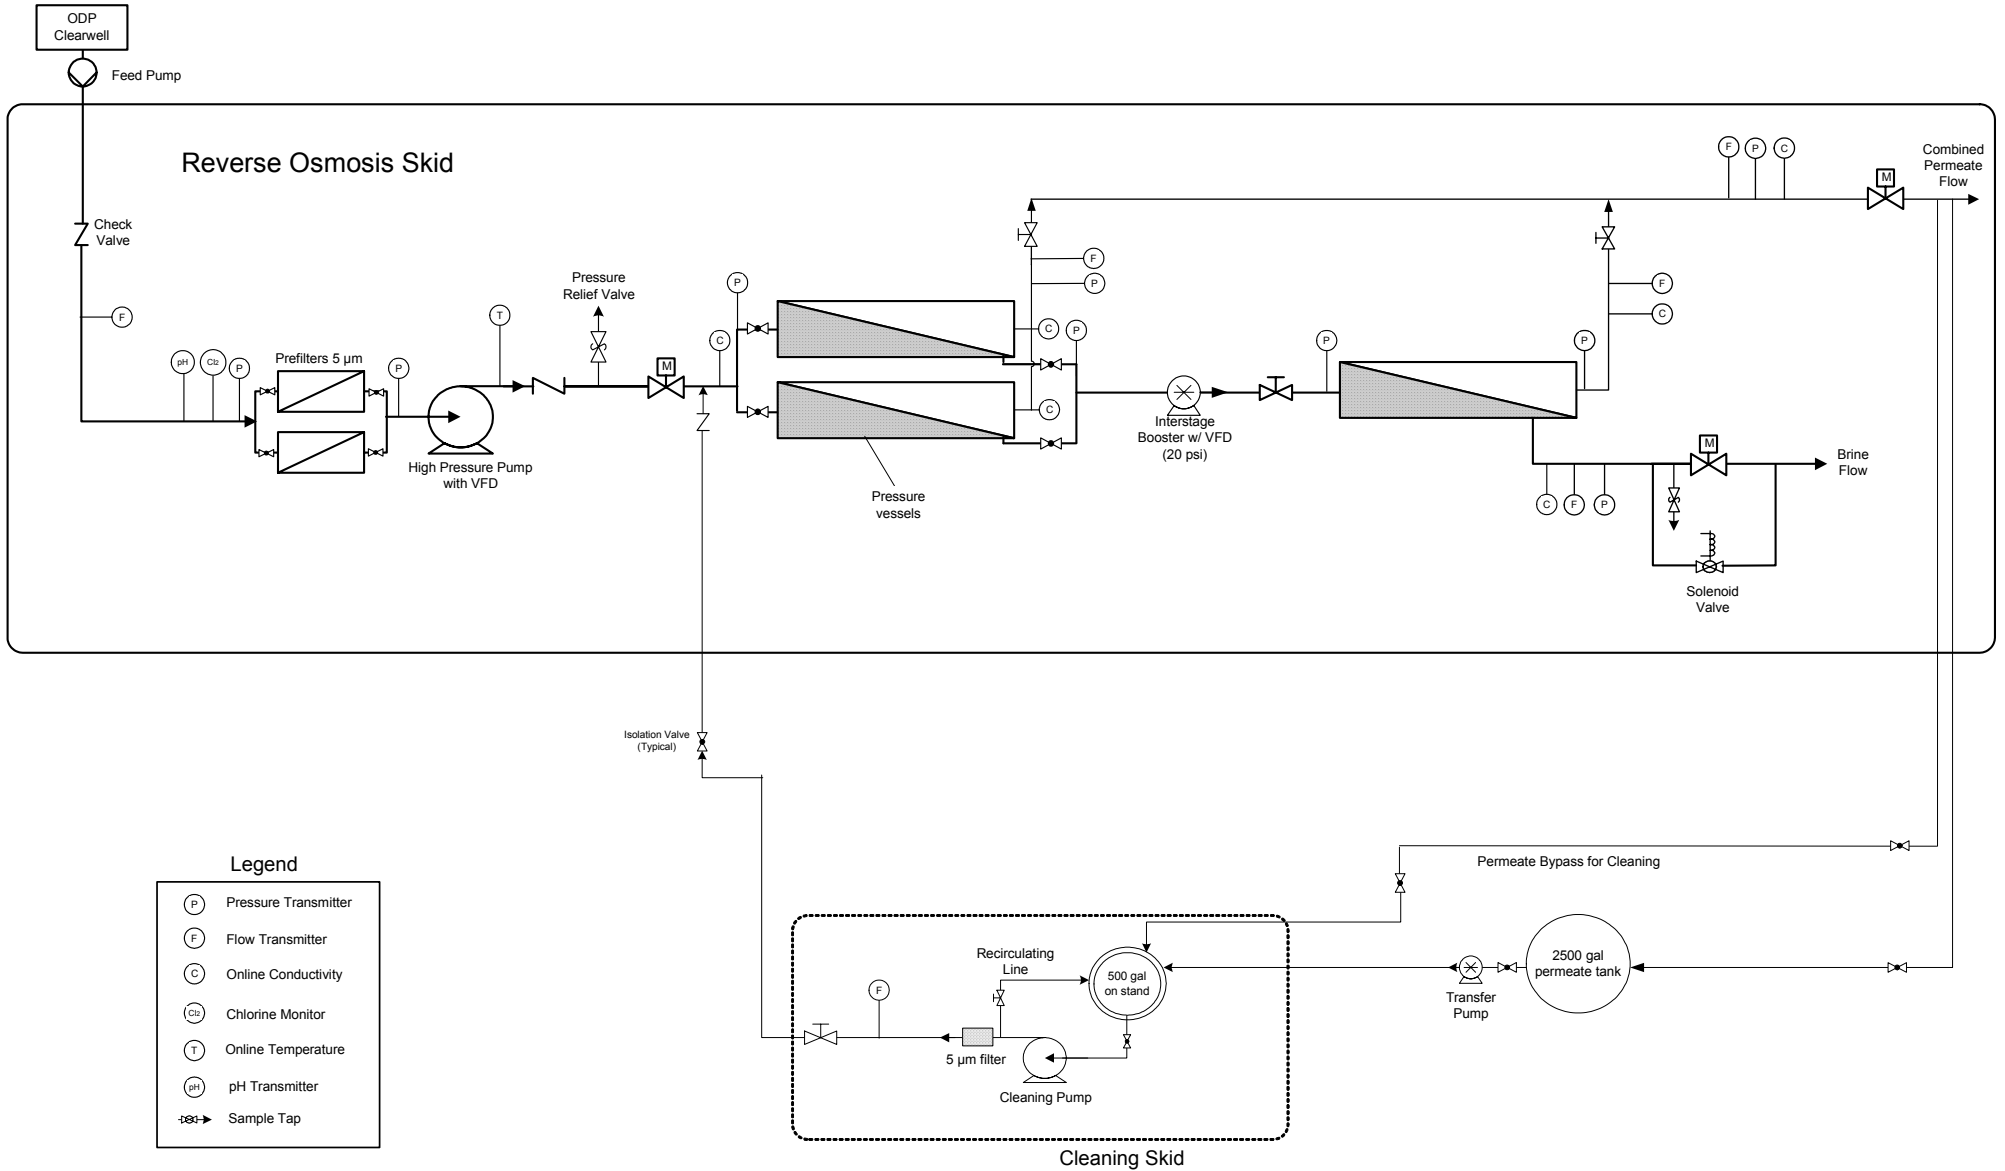 ODP
Clearwell
Feed Pump
Reverse Osmosis Skid
F
P
C
M
Combined
Permeate
Flow
Check
Valve
F
pH
Cl2
P
Prefilters 5 µm
P
High Pressure Pump
with VFD
T
Pressure
Relief Valve
M
C
P
F
P
C
P
C
Pressure
vessels
Interstage
Booster w/ VFD
(20 psi)
P
P
F
C
C
F
P
M
Brine
Flow
Solenoid
Valve
Isolation Valve
(Typical)
Permeate Bypass for Cleaning
2500 gal
permeate tank
Transfer
Pump
500 gal
on stand
Recirculating
Line
F
5 µm filter
Cleaning Pump
Cleaning Skid
Legend
P Pressure Transmitter
F Flow Transmitter
C Online Conductivity
Cl2 Chlorine Monitor
T Online Temperature
pH pH Transmitter
Sample Tap